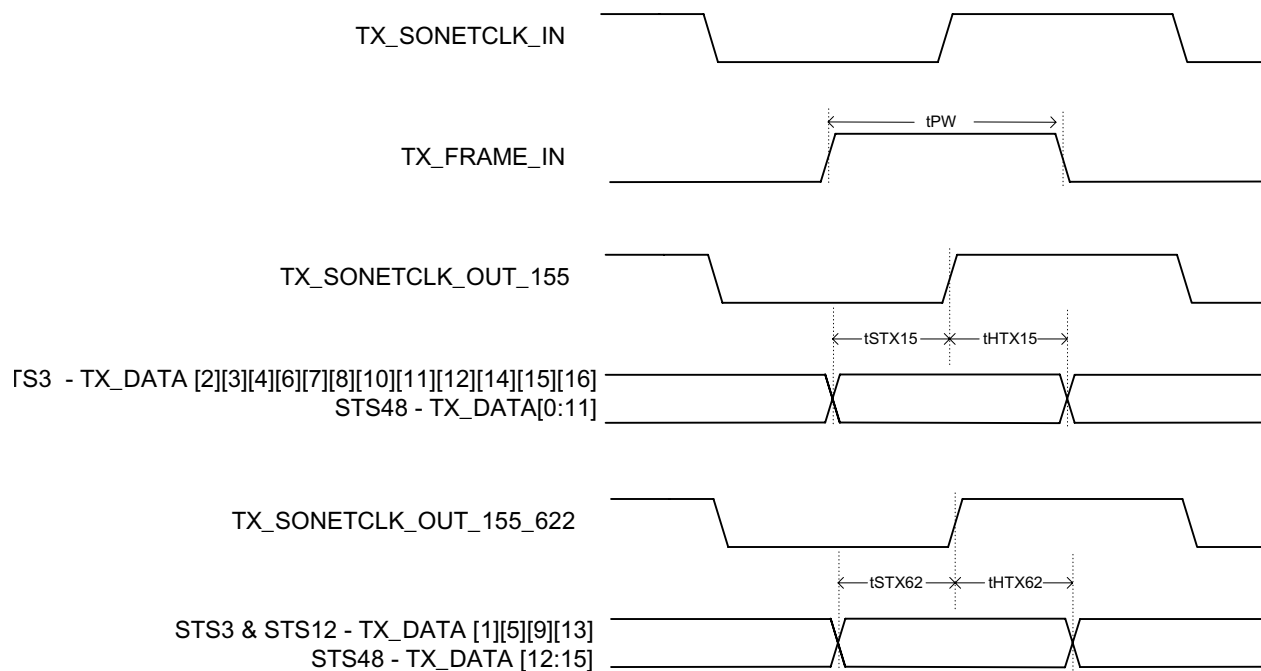 TX_SONETCLK_IN
tPW
TX_FRAME_IN
TX_SONETCLK_OUT_155
tSTX15
tHTX15
TS3 - TX_DATA [2][3][4][6][7][8][10][11][12][14][15][16]
STS48 - TX_DATA[0:11]
TX_SONETCLK_OUT_155_622
tSTX62
tHTX62
STS3 & STS12 - TX_DATA [1][5][9][13]
STS48 - TX_DATA [12:15]